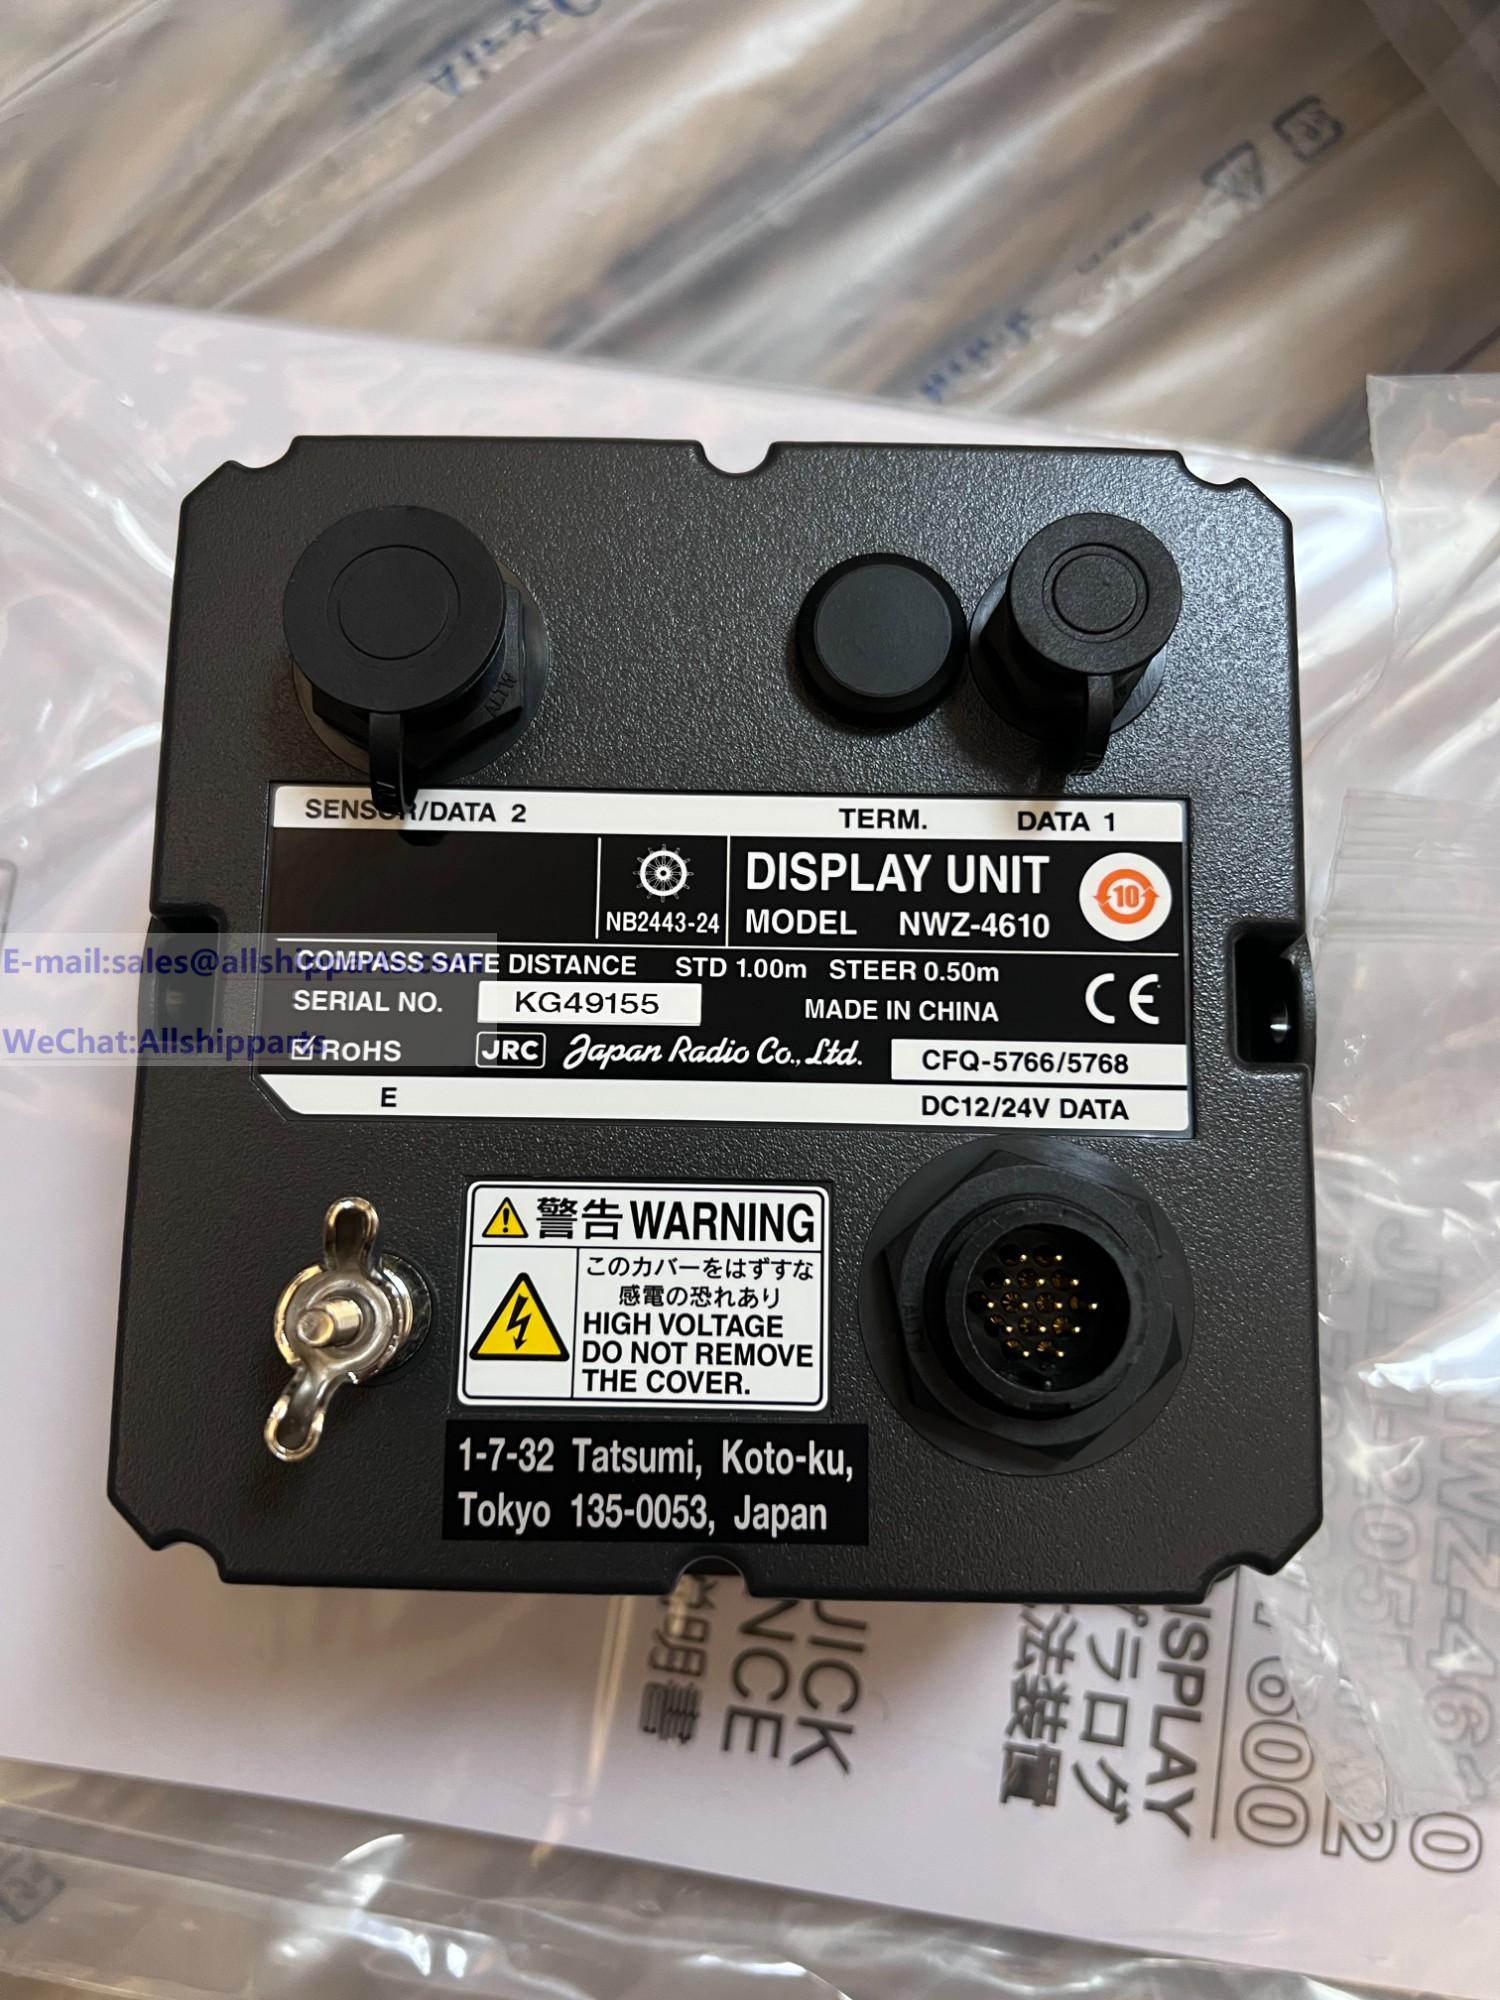 SENSOR/DATA 2
TERM.
DATA 1
NB2443-24
DISPLAY UNIT
MODEL NWZ-4610
10
COMPASS SAFE DISTANCE STD 1.00m STEER 0.50m
SERIAL NO. KG49155
MADE IN CHINA
CE
RoHS
JRC Japan Radio Co., Ltd.
CFQ-5766/5768
E
DC12/24V DATA
E-mail:sales@allshipparts.com
WeChat:Allshipparts
警告 WARNING
このカバーをはずすな
感電の恐れあり
HIGH VOLTAGE
DO NOT REMOVE
THE COVER.
1-7-32 Tatsumi, Koto-ku,
Tokyo 135-0053, Japan